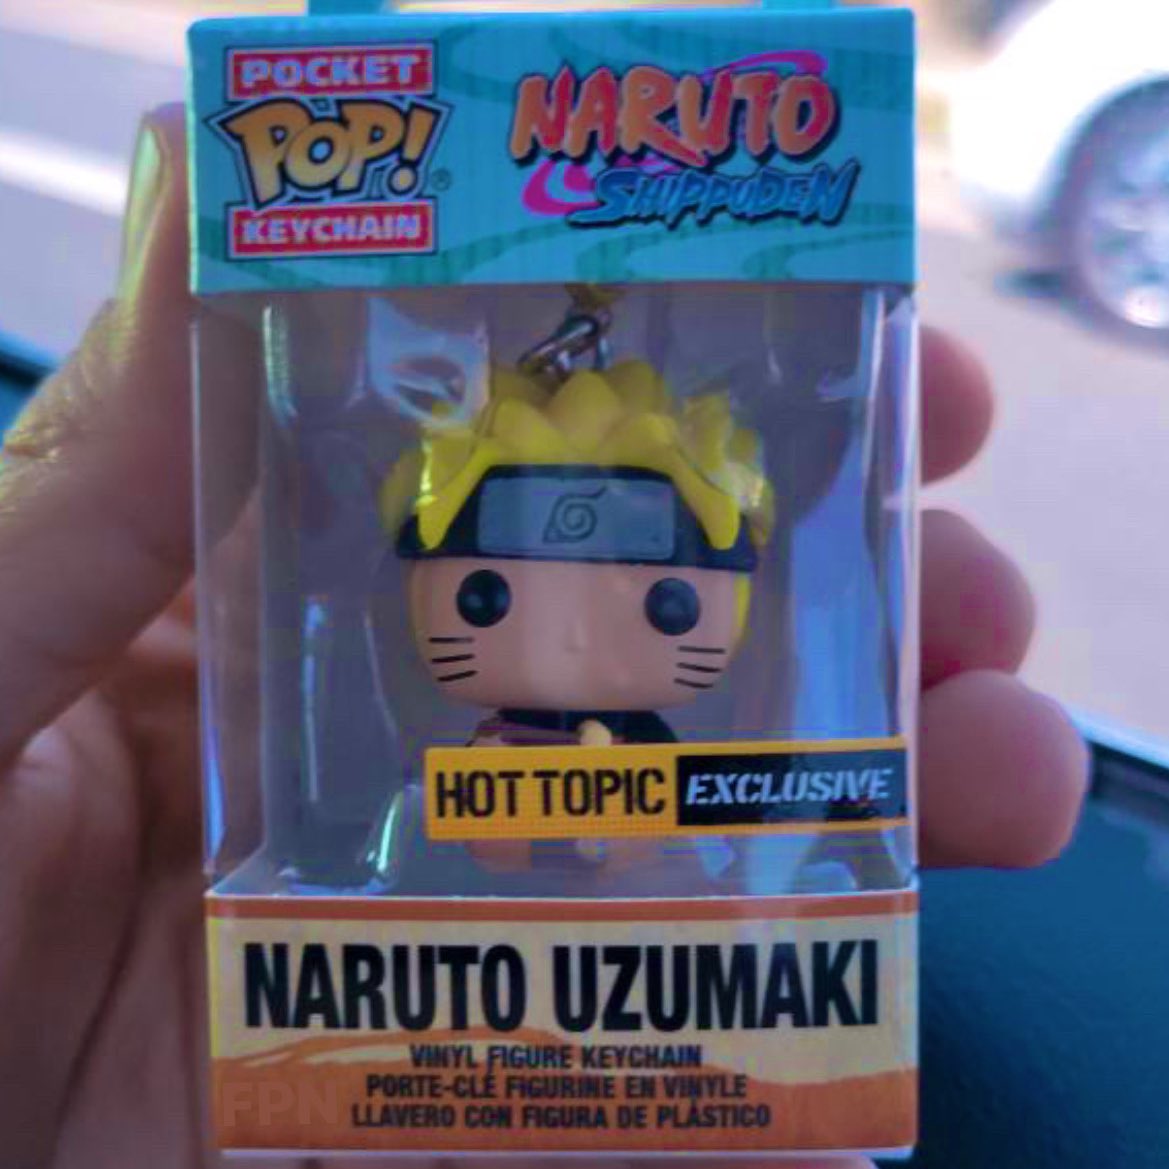 POCKET
POP!®
KEYCHAIN
NARUTO
SHIPPUDEN
HOT TOPIC EXCLUSIVE
NARUTO UZUMAKI
VINYL FIGURE KEYCHAIN
PORTE-CLÉ FIGURINE EN VINYLE
LLAVERO CON FIGURA DE PLÁSTICO
FPN